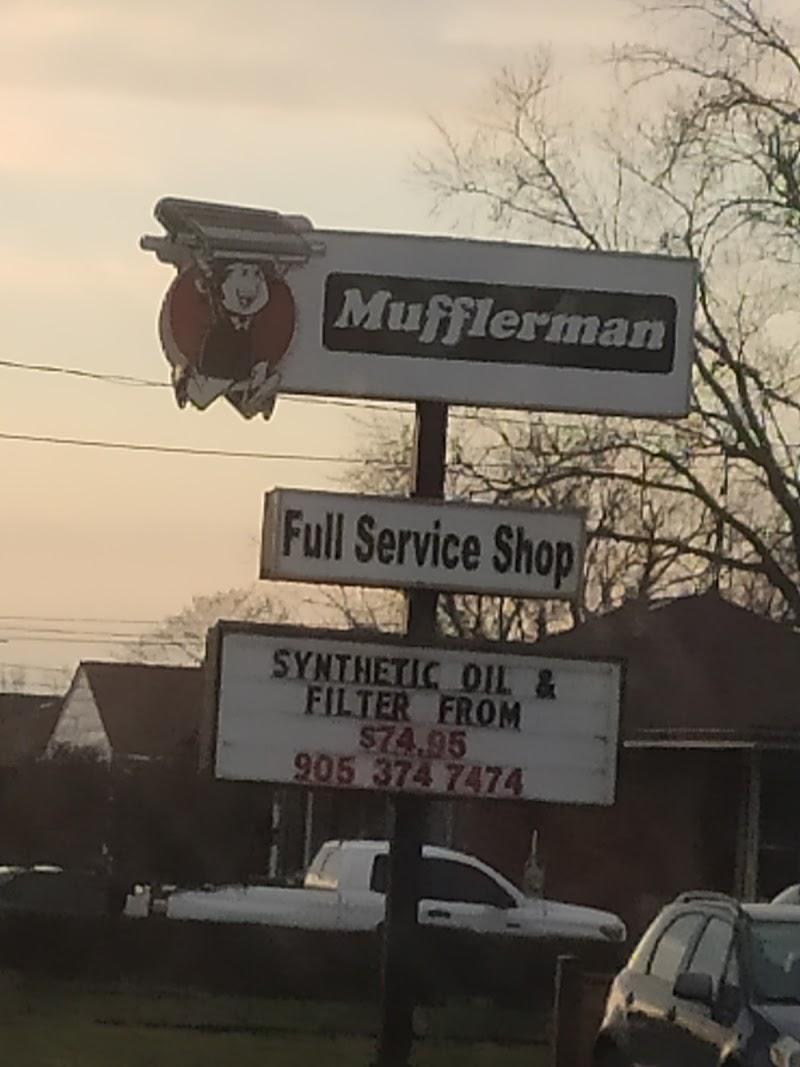 Mufflerman
Full Service Shop
SYNTHETIC OIL &
FILTER FROM
$74.95
905 374 7474